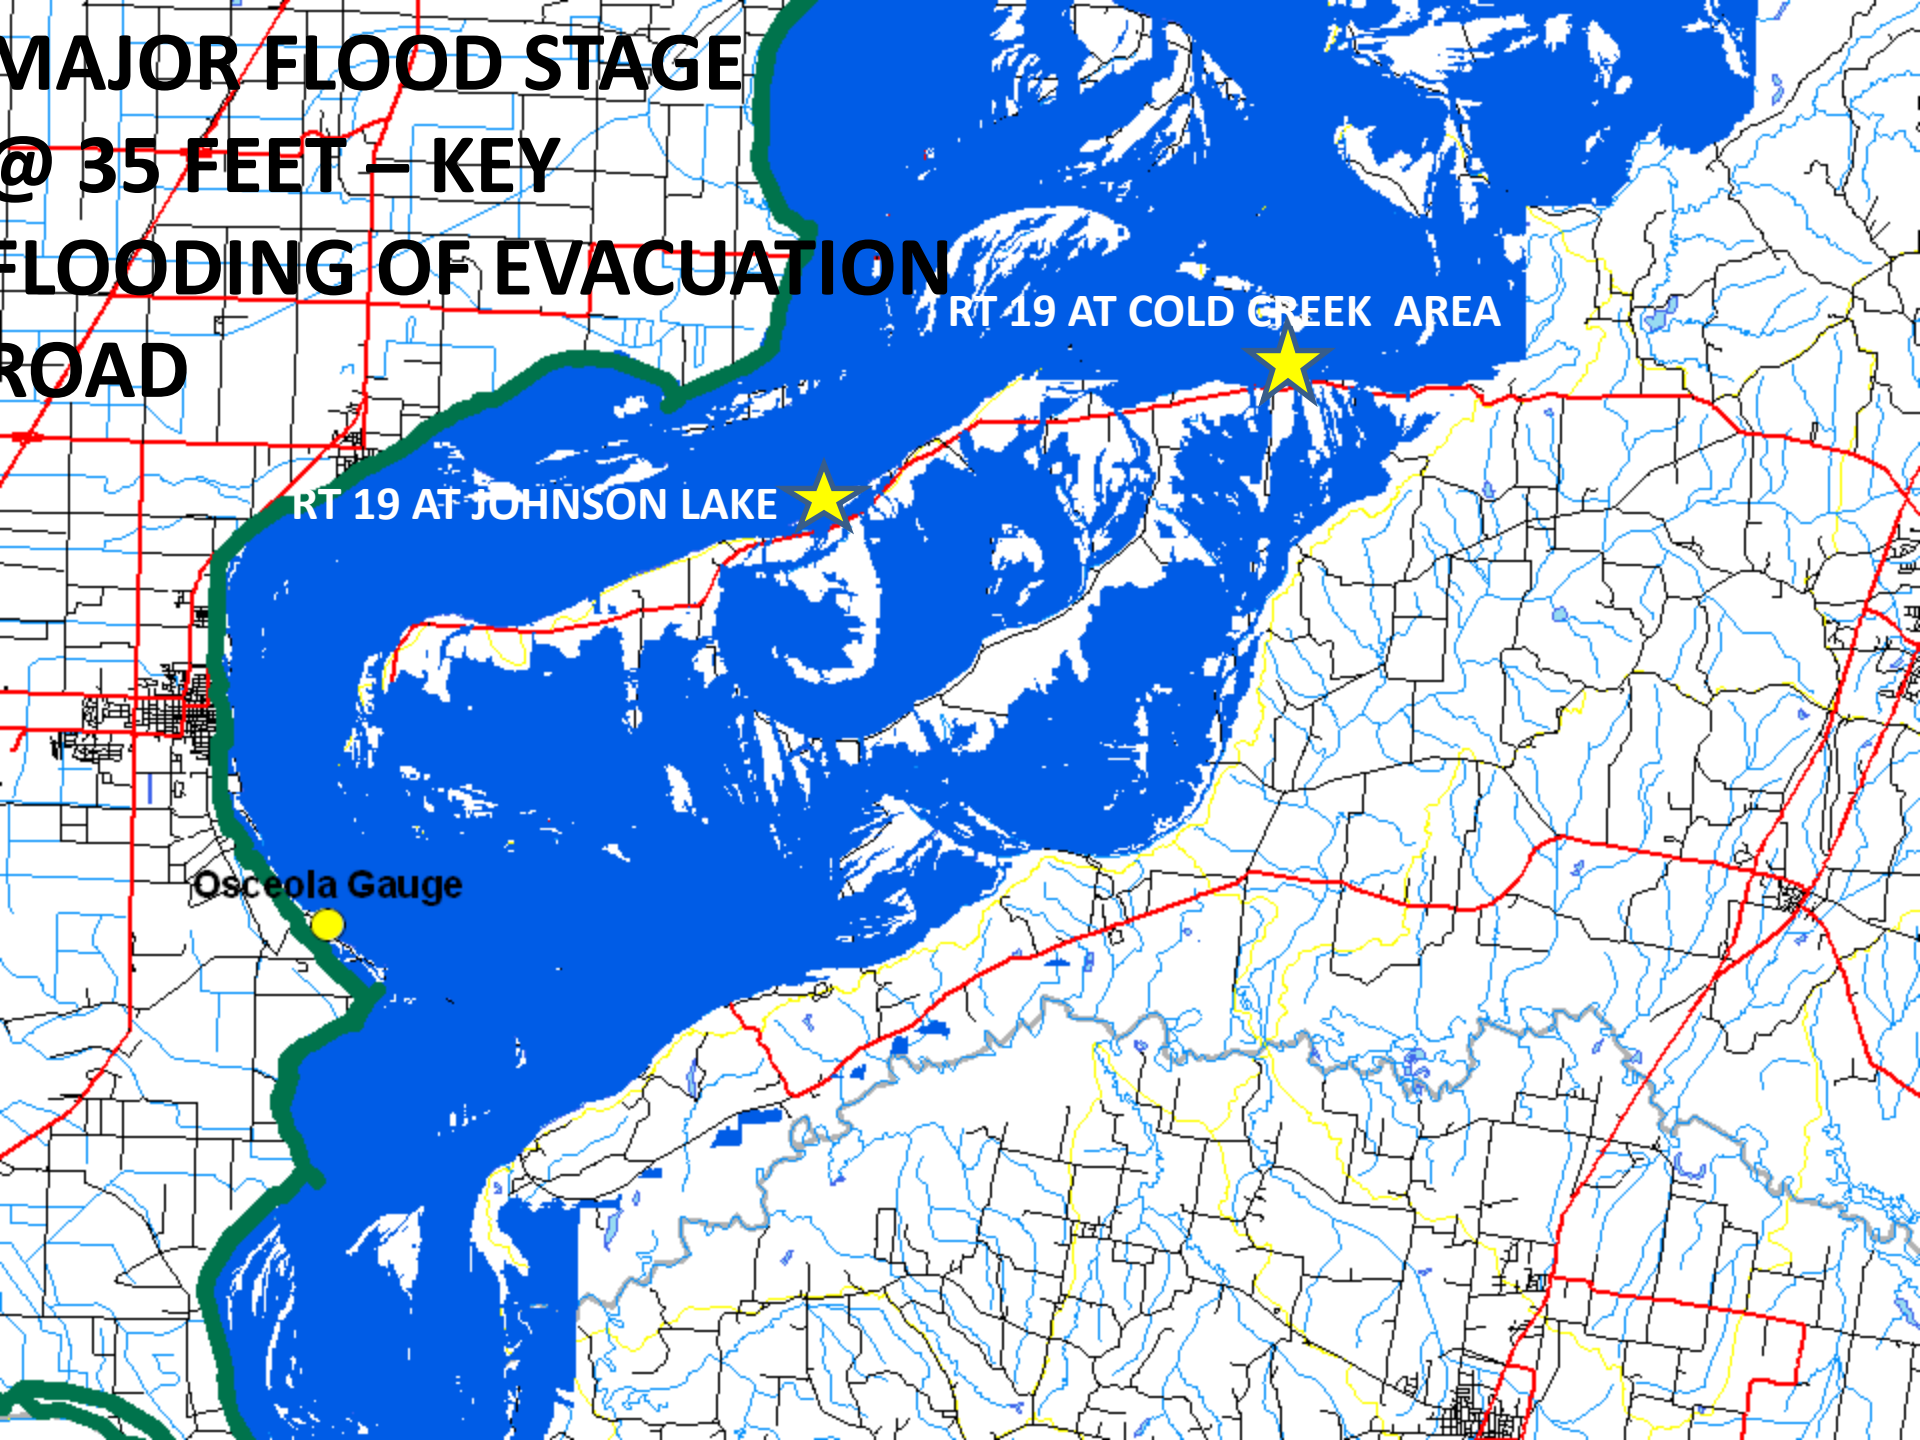 MAJOR FLOOD STAGE
@ 35 FEET – KEY
FLOODING OF EVACUATION
ROAD
RT 19 AT COLD CREEK AREA
RT 19 AT JOHNSON LAKE
Osceola Gauge